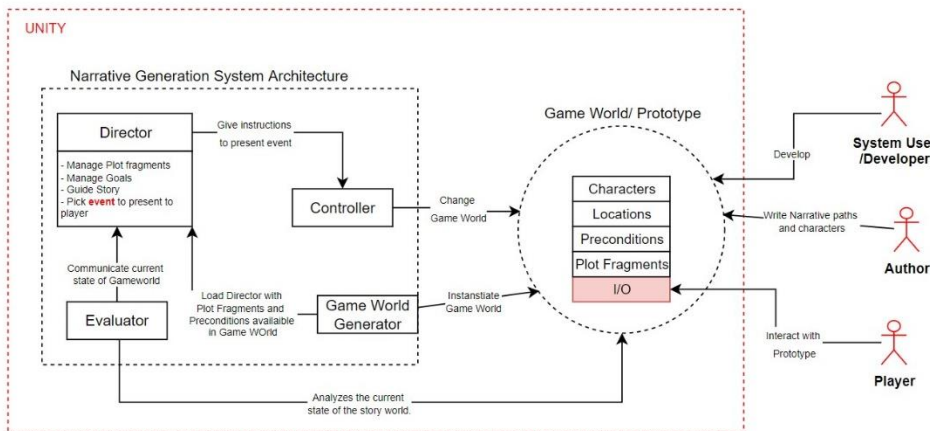 UNITY
Narrative Generation System Architecture
Director
- Manage Plot fragments
- Manage Goals
- Guide Story
- Pick event to present to
player
Give instructions
to present event
Controller
Change
Game World
Communicate current
state of Gameworld
Evaluator
Load Director with
Plot Fragments and
Preconditions available
in Game WOrld
Game World
Generator
Instanstiate
Game World
Analyzes the current
state of the story world.
Game World/ Prototype
Characters
Locations
Preconditions
Plot Fragments
I/O
Develop
System Use
/Developer
Write Narrative paths
and characters
Author
Interact with
Prototype
Player